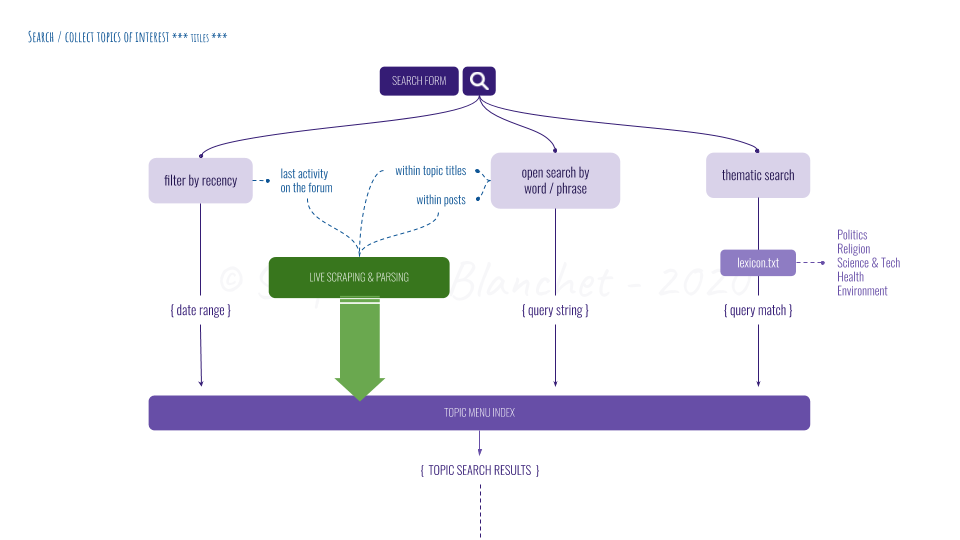 Search / collect topics of interest *** titles ***
SEARCH FORM
filter by recency
last activity
on the forum
within topic titles
within posts
open search by
word / phrase
thematic search
lexicon.txt
Politics
Religion
Science & Tech
Health
Environment
LIVE SCRAPING & PARSING
© S Blanchet - 2020
{ date range }
{ query string }
{ query match }
TOPIC MENU INDEX
{ TOPIC SEARCH RESULTS }